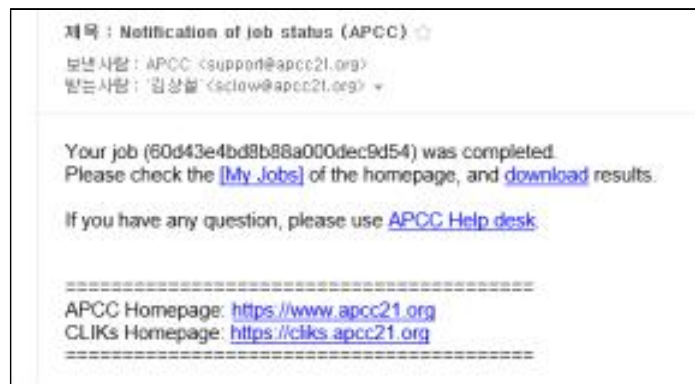 제목 : Notification of job status (APCC)
보낸사람 : APCC <support@apcc21.org>
받는사람 : '김상철' <sclow@apcc21.org>
Your job (60d43e4bd8b88a000dec9d54) was completed.
Please check the [My Jobs] of the homepage, and download results.
If you have any question, please use APCC Help desk.
========================================
APCC Homepage: https://www.apcc21.org
CLIKs Homepage: https://cliks.apcc21.org
========================================